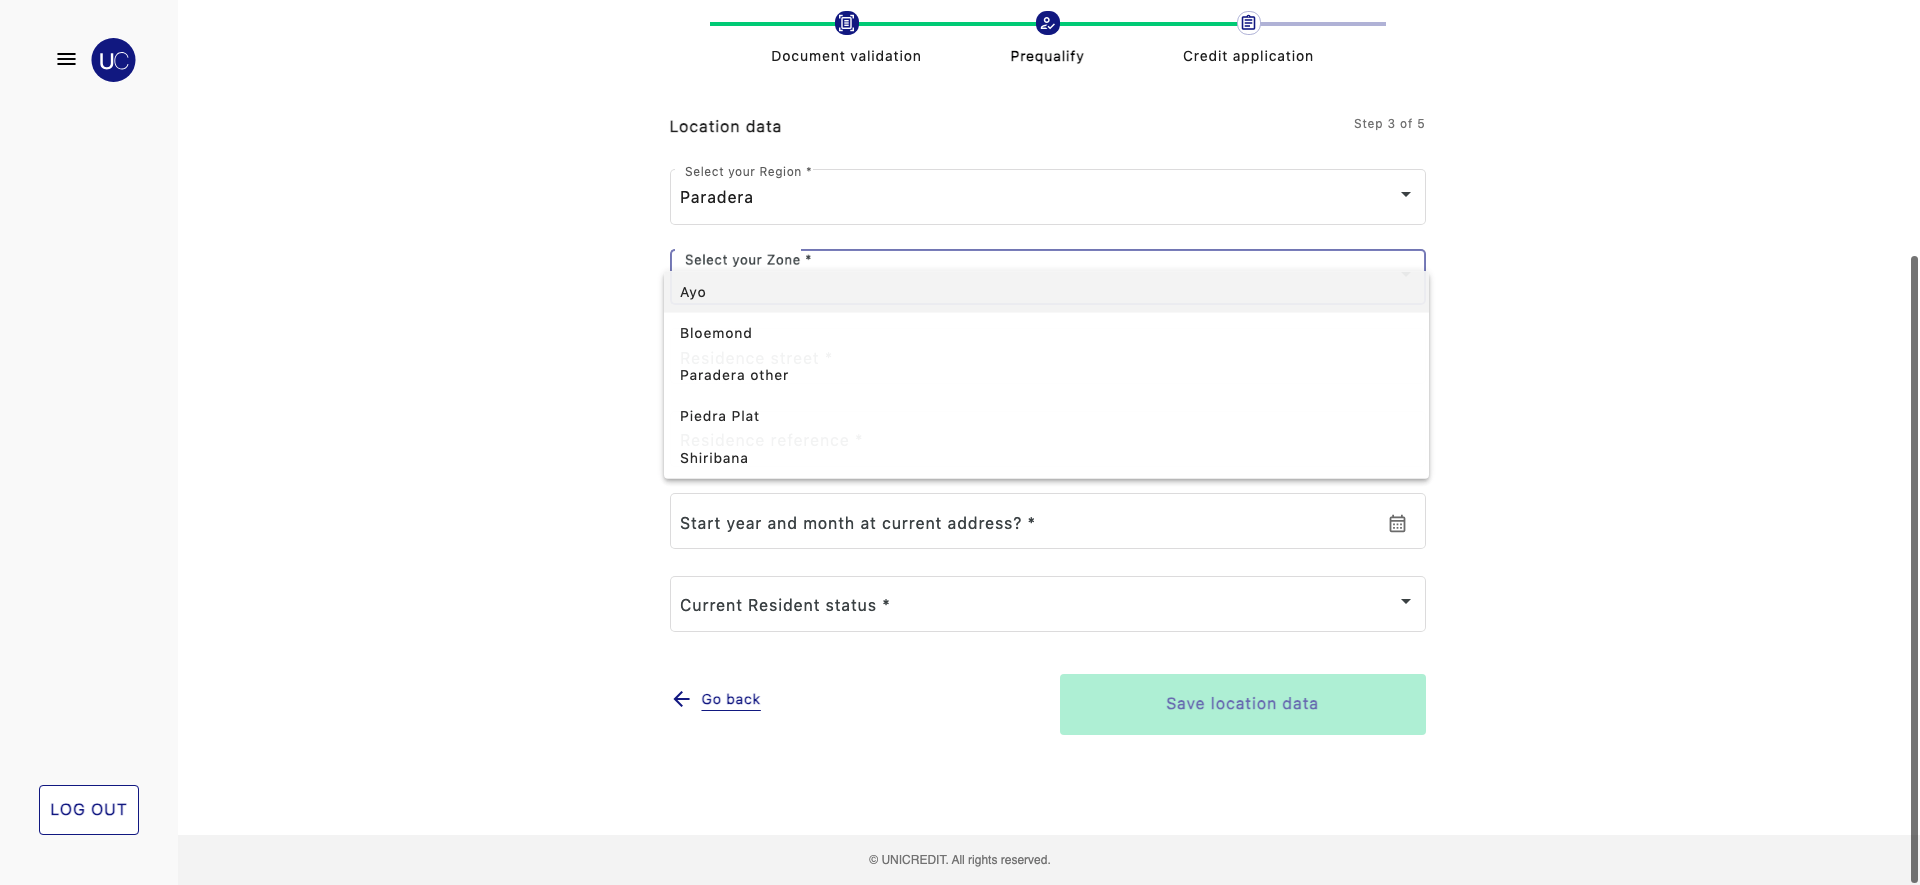 UC
Document validation
Prequalify
Credit application
Location data
Step 3 of 5
Select your Region *
Paradera
Select your Zone *
Ayo
Bloemond
Residence street *
Paradera other
Piedra Plat
Residence reference *
Shiribana
Start year and month at current address? *
Current Resident status *
Go back
Save location data
LOG OUT
© UNICREDIT. All rights reserved.